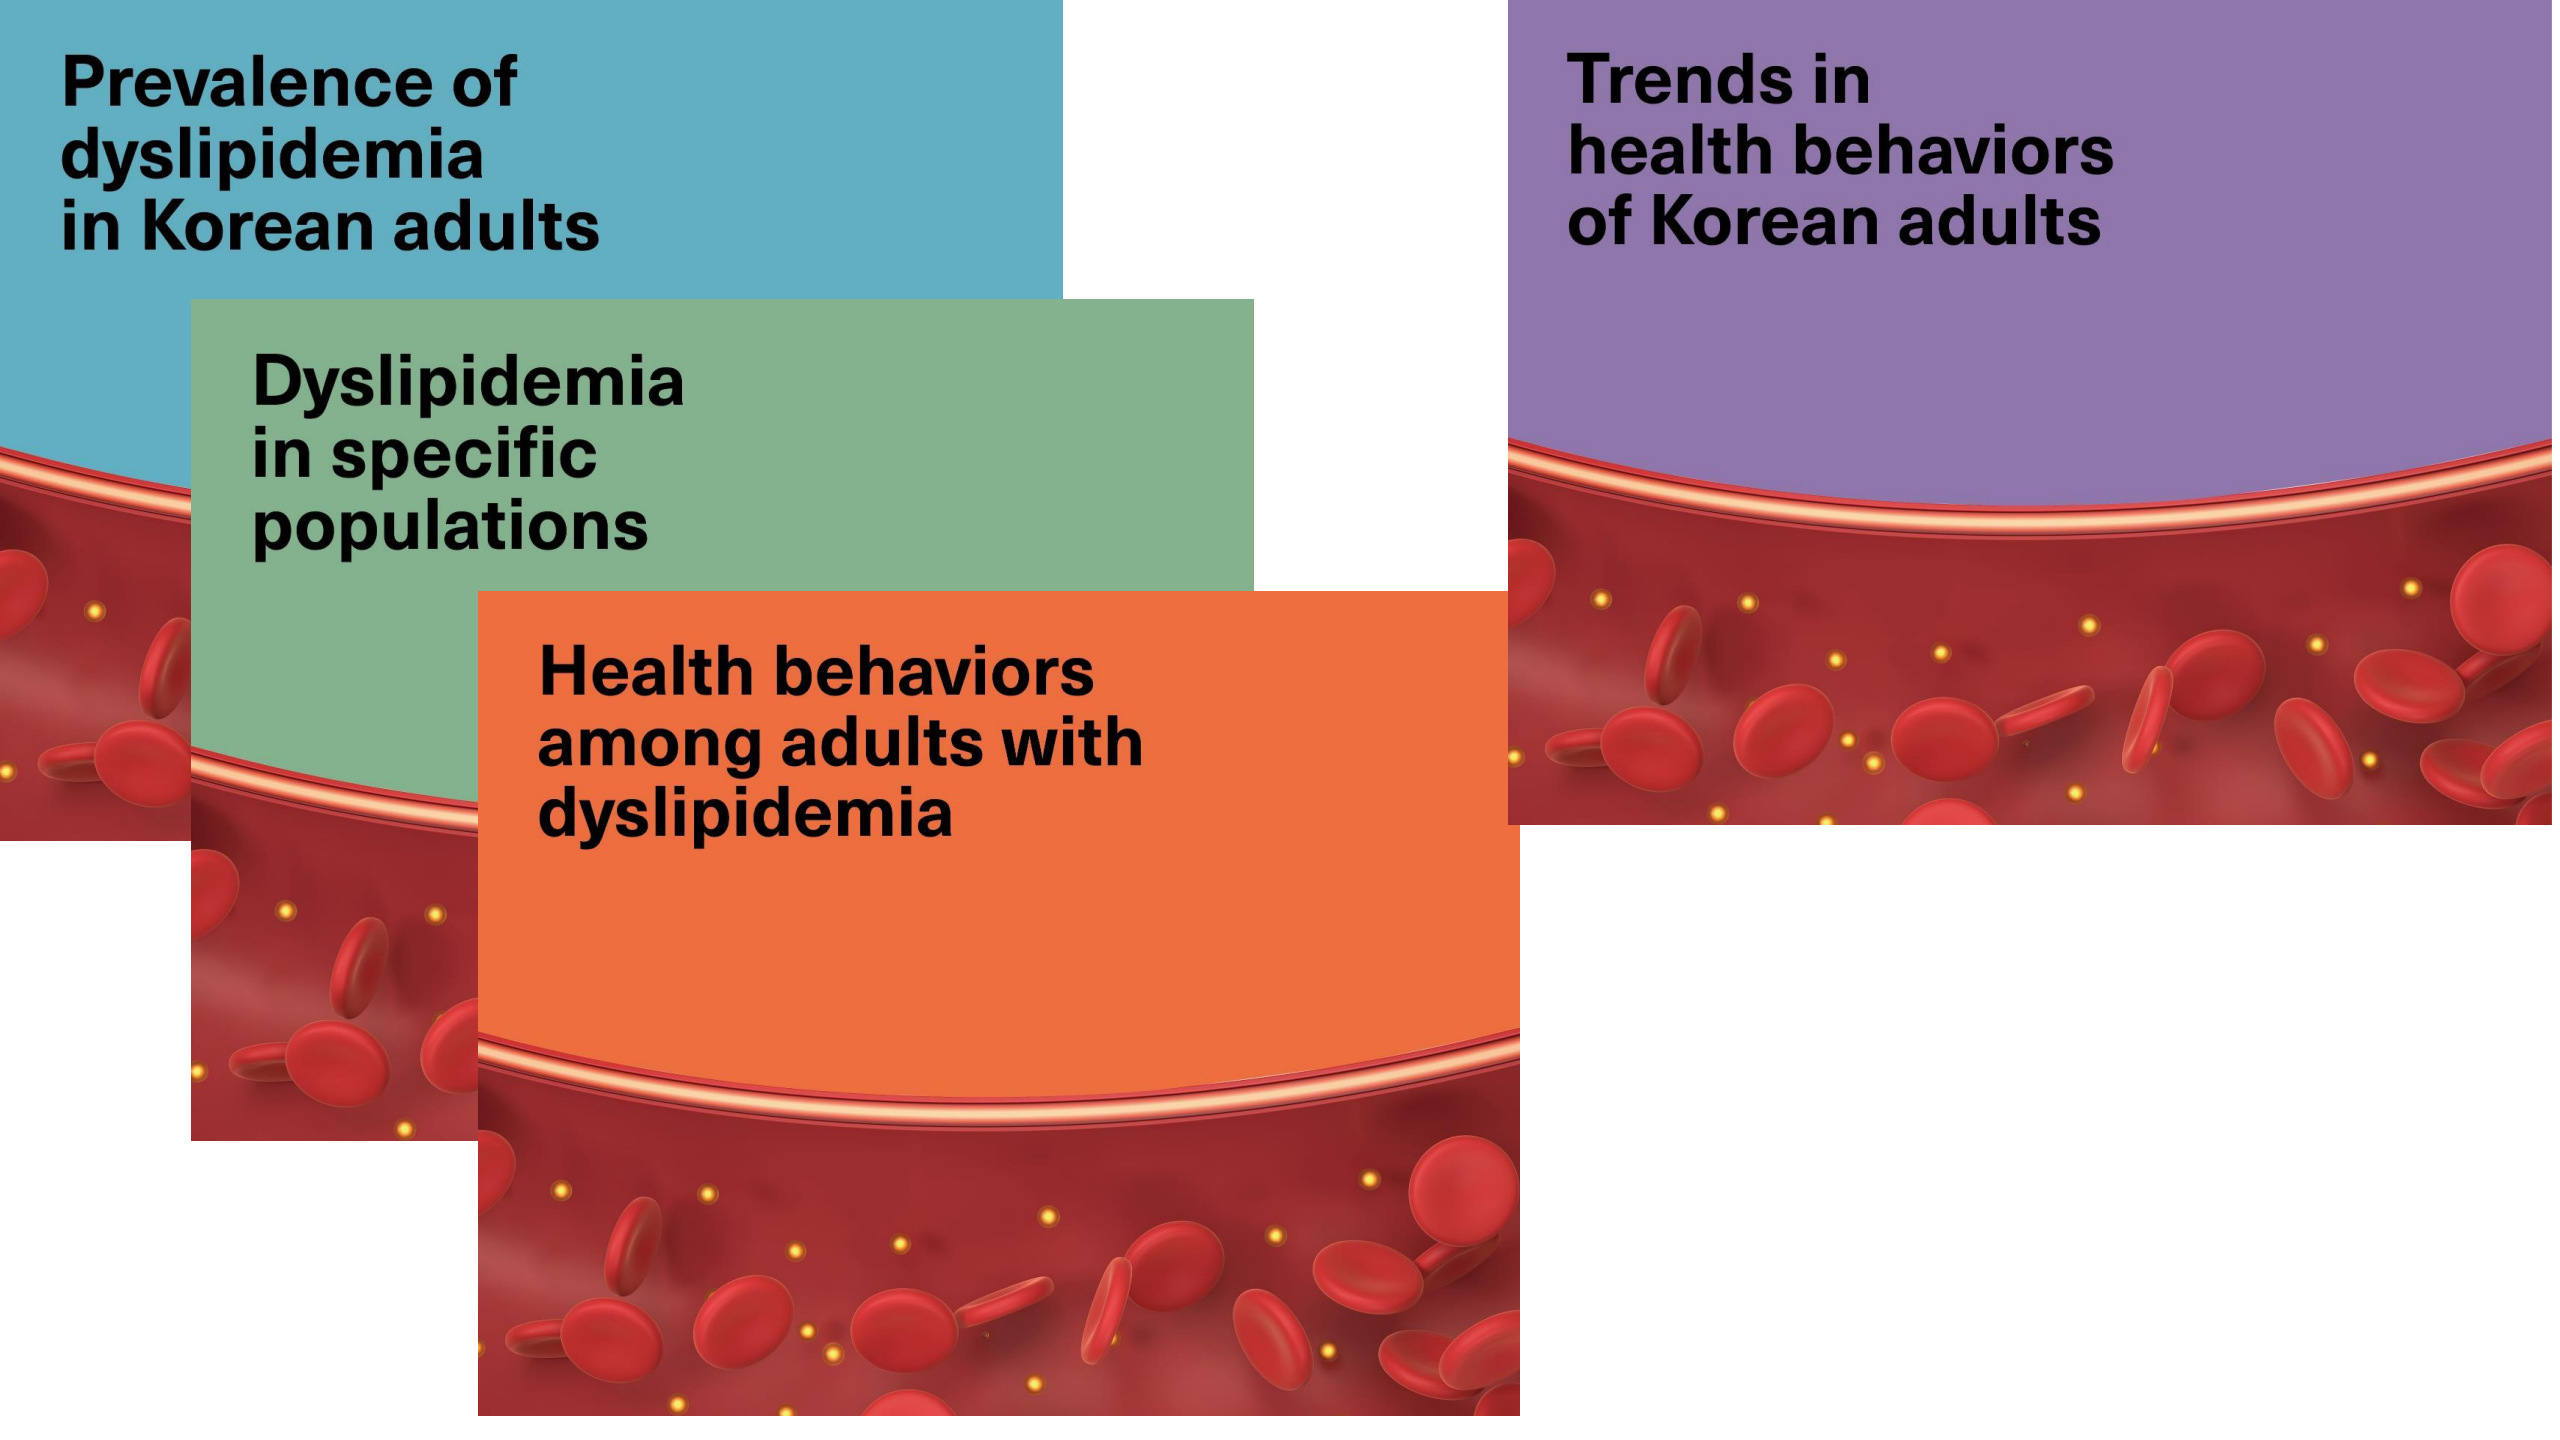 Prevalence of
dyslipidemia
in Korean adults
Dyslipidemia
in specific
populations
Health behaviors
among adults with
dyslipidemia
Trends in
health behaviors
of Korean adults